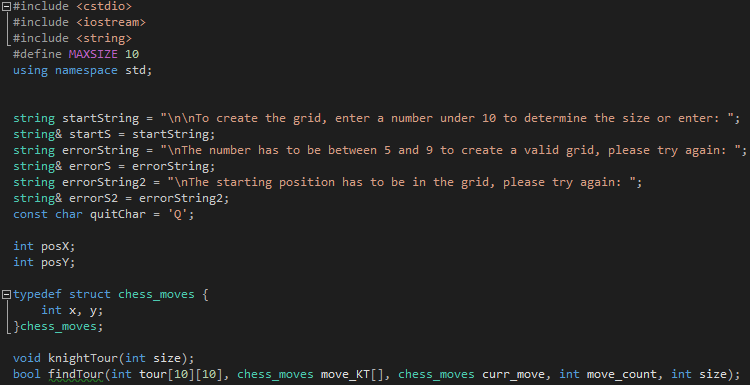 #include <cstdio>
#include <iostream>
#include <string>
#define MAXSIZE 10
using namespace std;
string startString = "\n\nTo create the grid, enter a number under 10 to determine the size or enter: ";
string& startS = startString;
string errorString = "\nThe number has to be between 5 and 9 to create a valid grid, please try again: ";
string& errorS = errorString;
string errorString2 = "\nThe starting position has to be in the grid, please try again: ";
string& errorS2 = errorString2;
const char quitChar = 'Q';
int posX;
int posY;
typedef struct chess_moves {
    int x, y;
}chess_moves;
void knightTour(int size);
bool findTour(int tour[10][10], chess_moves move_KT[], chess_moves curr_move, int move_count, int size);